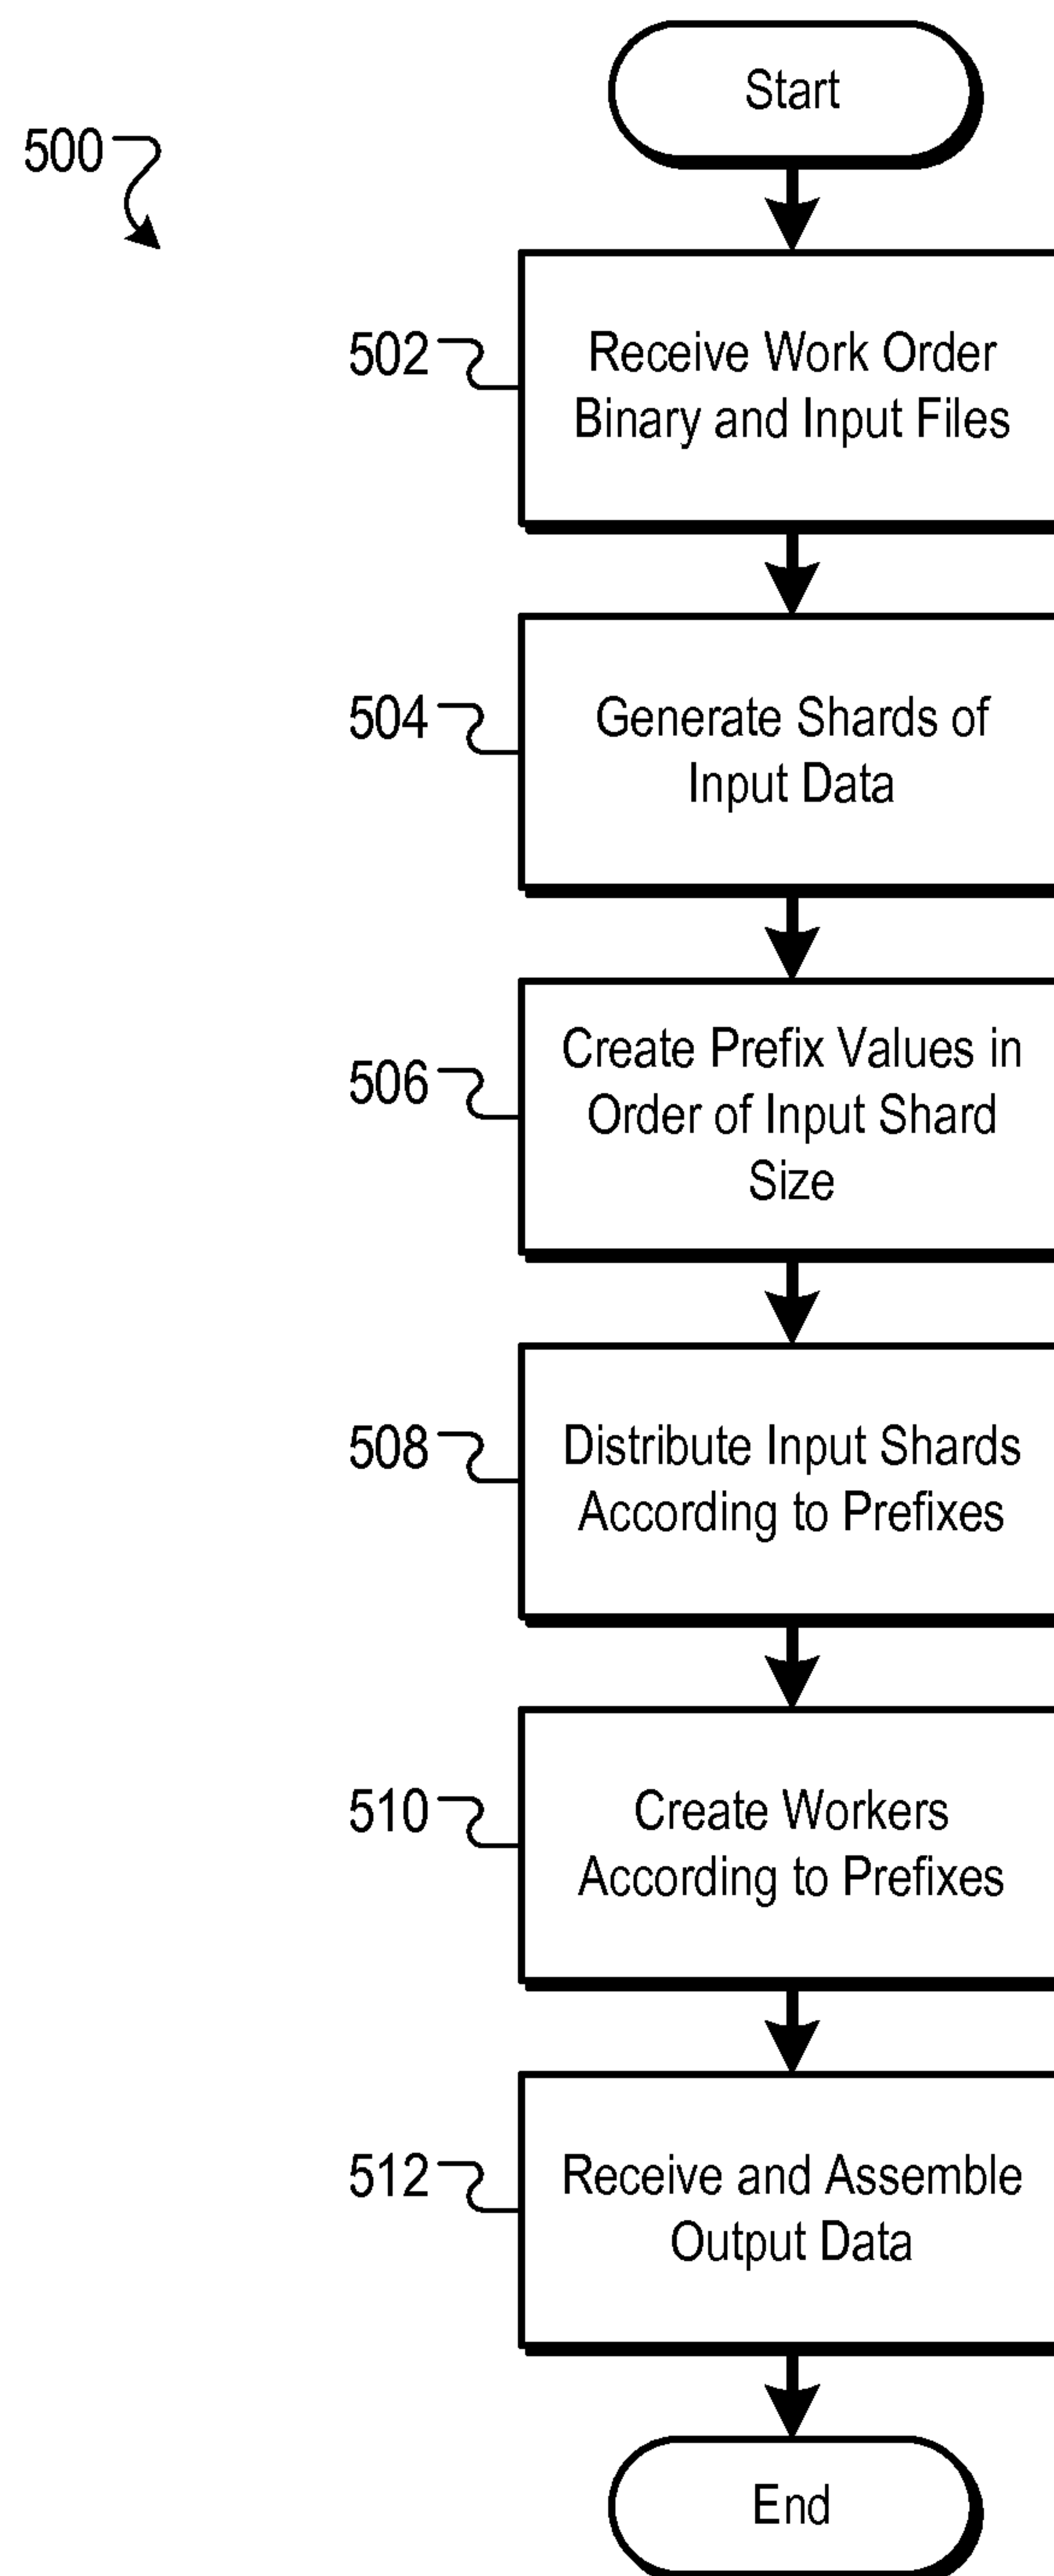 Start
500
502
Receive Work Order
Binary and Input Files
504
Generate Shards of
Input Data
506
Create Prefix Values in
Order of Input Shard
Size
508
Distribute Input Shards
According to Prefixes
510
Create Workers
According to Prefixes
512
Receive and Assemble
Output Data
End